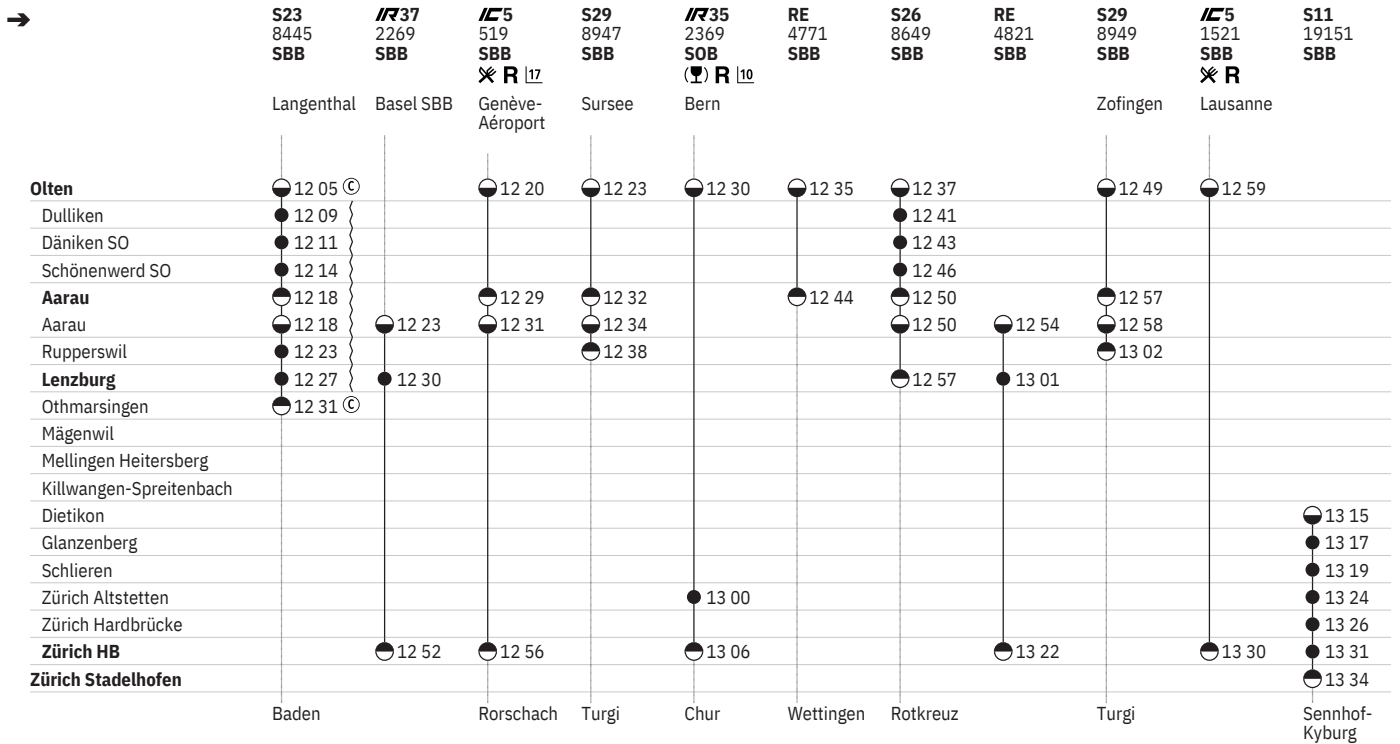 ➔ S23 IR37 IC5 S29 IR35 RE S26 RE S29 IC5 S11
8445 2269 519 8947 2369 4771 8649 4821 8949 1521 19151
SBB SBB SBB SBB SOB SBB SBB SBB SBB SBB SBB
R 17 R 10 R
Langenthal Basel SBB Genève- Sursee Bern Zofingen Lausanne
Aéroport
Olten 12 05 Ⓒ 12 20 12 23 12 30 12 35 12 37 12 49 12 59
Dulliken 12 09 12 41
Däniken SO 12 11 12 43
Schönenwerd SO 12 14 12 46
Aarau 12 18 12 29 12 32 12 44 12 50 12 57
Aarau 12 18 12 23 12 31 12 34 12 50 12 54 12 58
Rupperswil 12 23 12 38 13 02
Lenzburg 12 27 12 30 12 57 13 01
Othmarsingen 12 31 Ⓒ
Mägenwil
Mellingen Heitersberg
Killwangen-Spreitenbach
Dietikon 13 15
Glanzenberg 13 17
Schlieren 13 19
Zürich Altstetten 13 00 13 24
Zürich Hardbrücke 13 26
Zürich HB 12 52 12 56 13 06 13 22 13 30 13 31
Zürich Stadelhofen 13 34
Baden Rorschach Turgi Chur Wettingen Rotkreuz Turgi Sennhof-
Kyburg